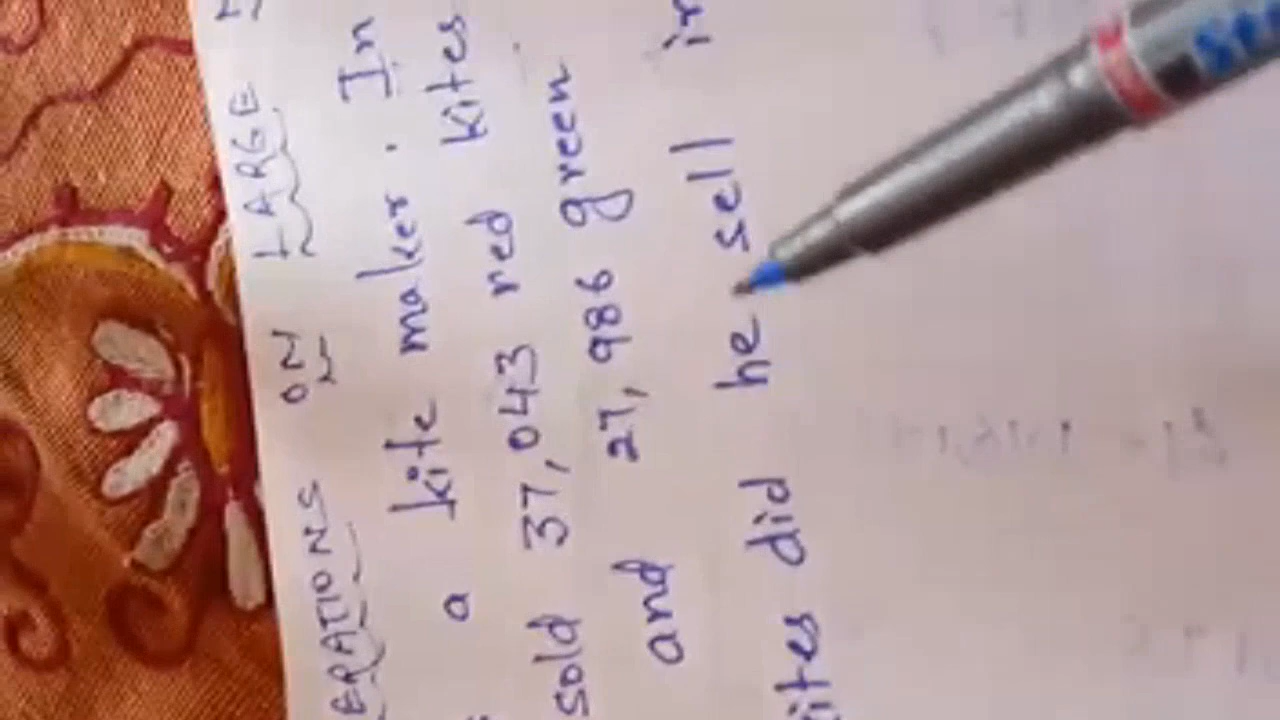 ERATIONS ON LARGE
a kite maker. In
sold 37,043 red kites
and 27,986 green
ites did he sell in